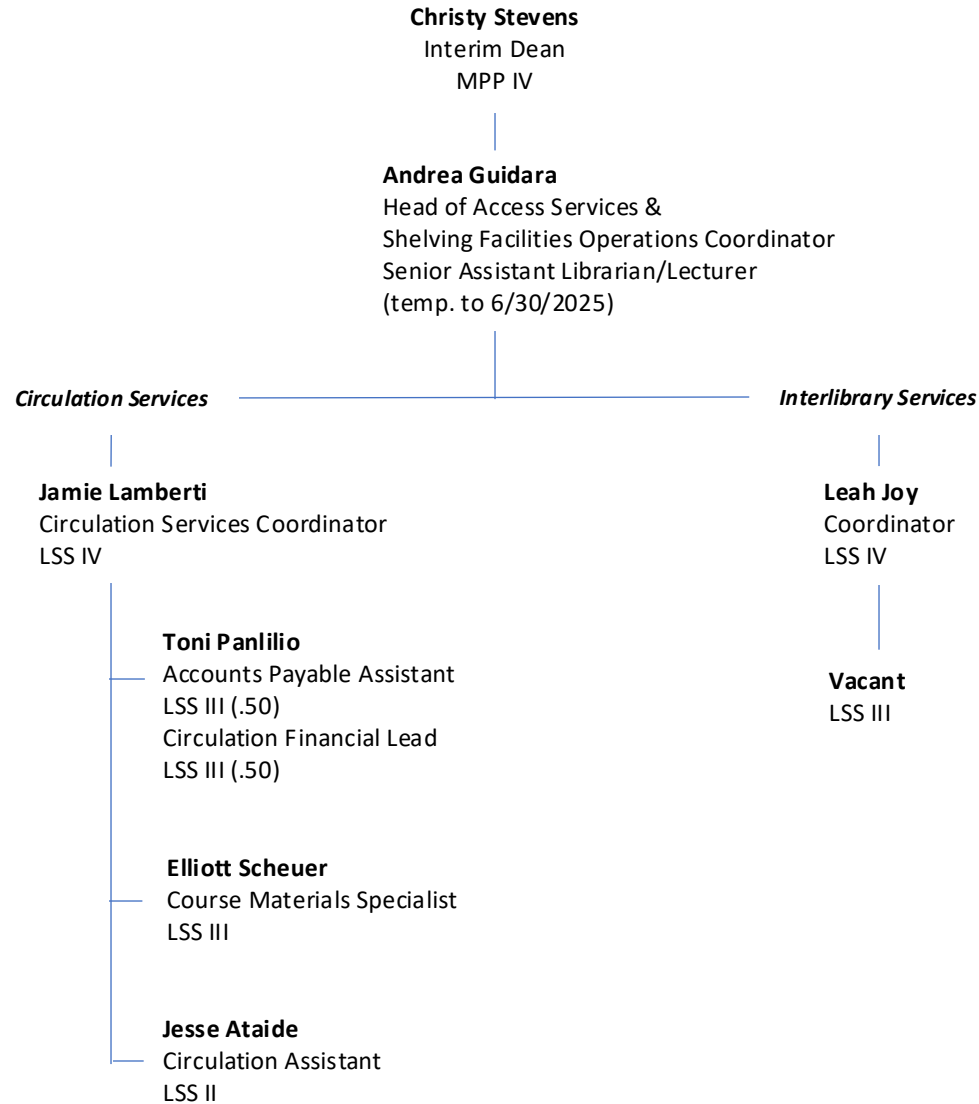 Christy Stevens
Interim Dean
MPP IV
Andrea Guidara
Head of Access Services &
Shelving Facilities Operations Coordinator
Senior Assistant Librarian/Lecturer
(temp. to 6/30/2025)
Circulation Services
Interlibrary Services
Jamie Lamberti
Circulation Services Coordinator
LSS IV
Leah Joy
Coordinator
LSS IV
Toni Panlilio
Accounts Payable Assistant
LSS III (.50)
Circulation Financial Lead
LSS III (.50)
Vacant
LSS III
Elliott Scheuer
Course Materials Specialist
LSS III
Jesse Ataide
Circulation Assistant
LSS II